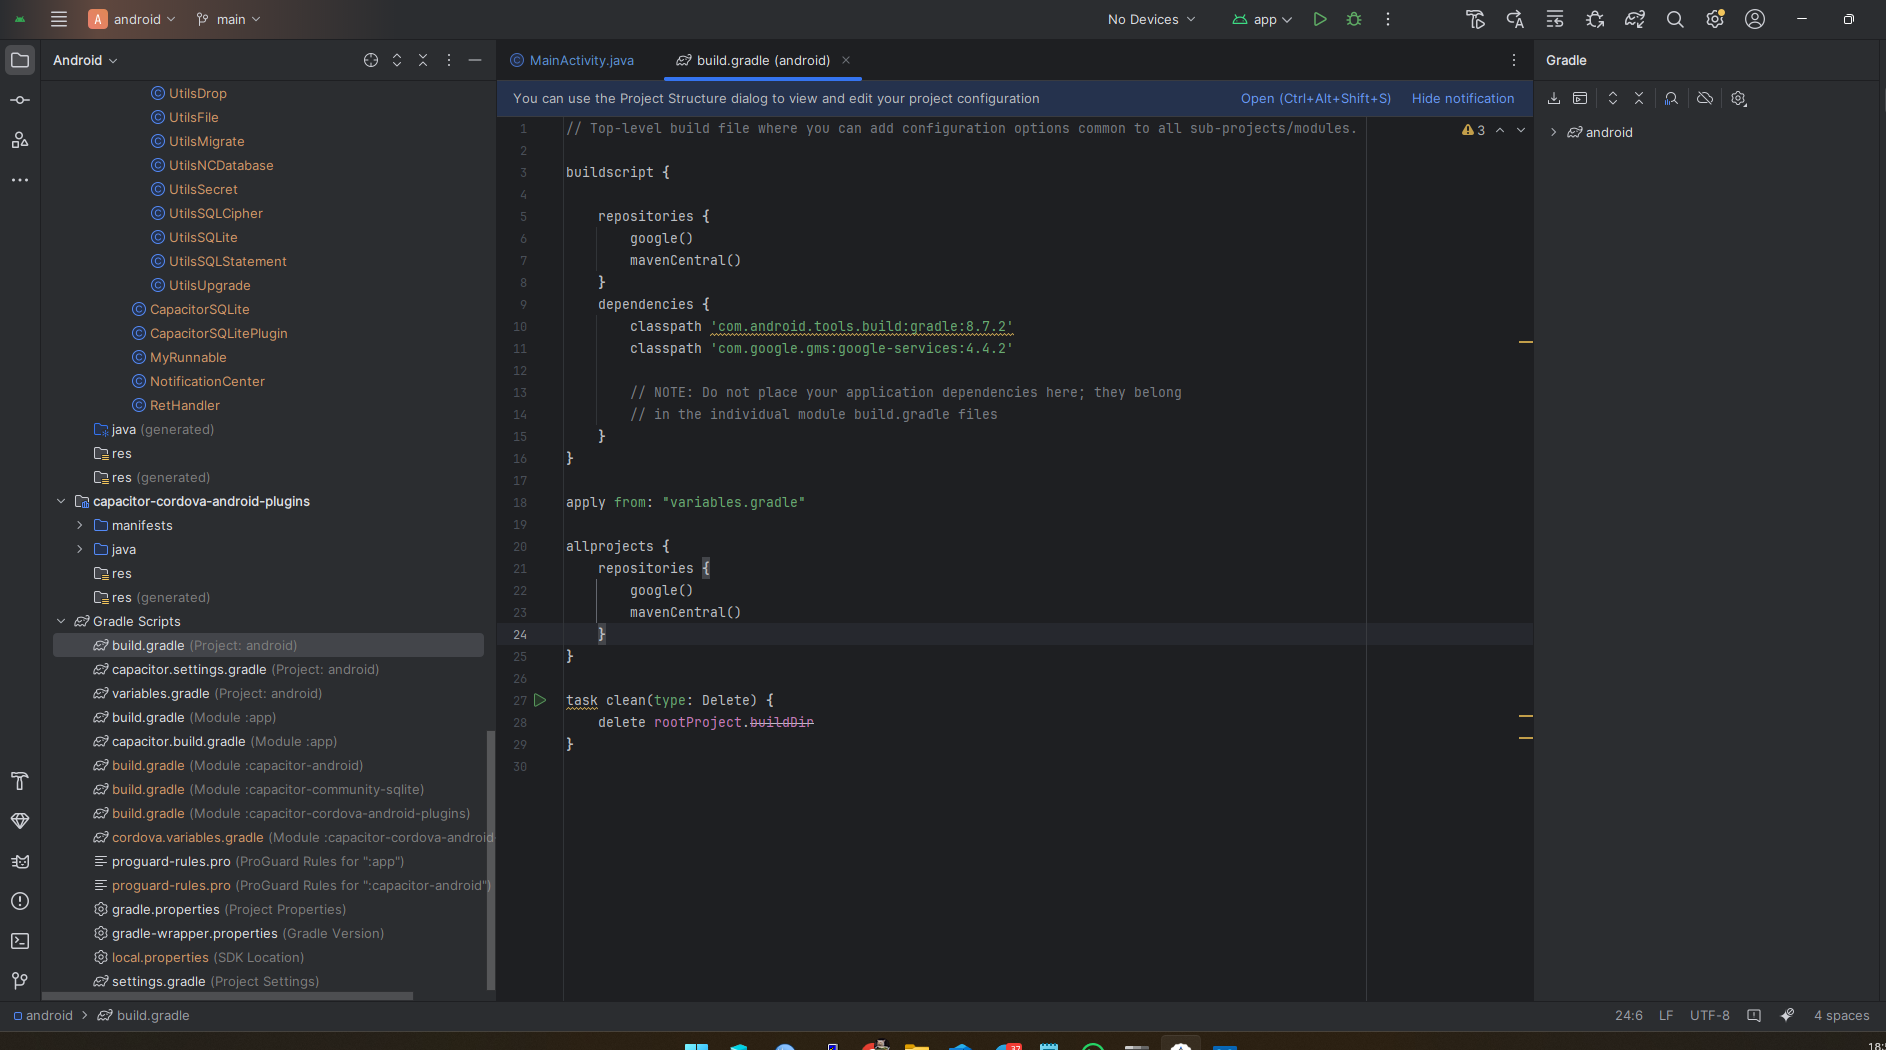 A android main
No Devices app
Android
MainActivity.java
build.gradle (android)
Gradle
You can use the Project Structure dialog to view and edit your project configuration
Open (Ctrl+Alt+Shift+S) Hide notification
android
UtilsDrop
UtilsFile
UtilsMigrate
UtilsNCDatabase
UtilsSecret
UtilsSQLCipher
UtilsSQLite
UtilsSQLStatement
UtilsUpgrade
CapacitorSQLite
CapacitorSQLitePlugin
MyRunnable
NotificationCenter
RetHandler
java (generated)
res
res (generated)
capacitor-cordova-android-plugins
manifests
java
res
res (generated)
Gradle Scripts
build.gradle (Project: android)
capacitor.settings.gradle (Project: android)
variables.gradle (Project: android)
build.gradle (Module :app)
capacitor.build.gradle (Module :app)
build.gradle (Module :capacitor-android)
build.gradle (Module :capacitor-community-sqlite)
build.gradle (Module :capacitor-cordova-android-plugins)
cordova.variables.gradle (Module :capacitor-cordova-android-
proguard-rules.pro (ProGuard Rules for ":app")
proguard-rules.pro (ProGuard Rules for ":capacitor-android")
gradle.properties (Project Properties)
gradle-wrapper.properties (Gradle Version)
local.properties (SDK Location)
settings.gradle (Project Settings)
3
1 // Top-level build file where you can add configuration options common to all sub-projects/modules.
2
3 buildscript {
4
5 repositories {
6 google()
7 mavenCentral()
8 }
9 dependencies {
10 classpath 'com.android.tools.build:gradle:8.7.2'
11 classpath 'com.google.gms:google-services:4.4.2'
12
13 // NOTE: Do not place your application dependencies here; they belong
14 // in the individual module build.gradle files
15 }
16 }
17
18 apply from: "variables.gradle"
19
20 allprojects {
21 repositories {
22 google()
23 mavenCentral()
24 }
25 }
26
27 task clean(type: Delete) {
28 delete rootProject.buildDir
29 }
30
android > build.gradle
24:6 LF UTF-8 4 spaces
37